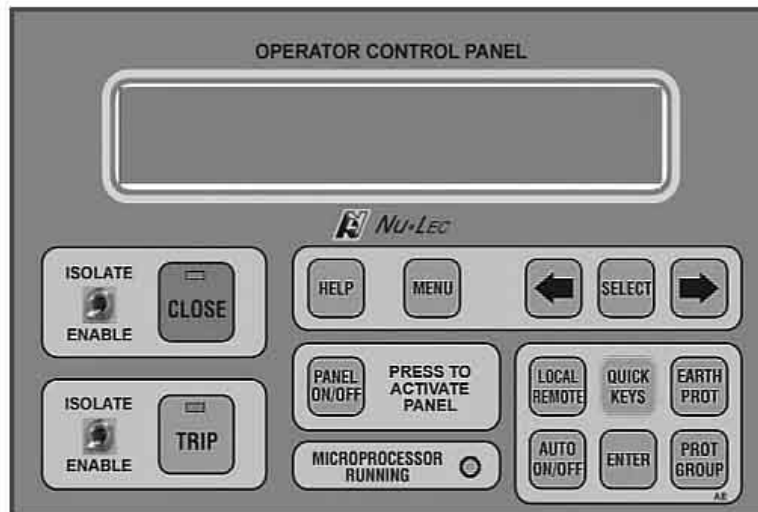 OPERATOR CONTROL PANEL
NU-LEC
ISOLATE
ENABLE
CLOSE
HELP
MENU
SELECT
ISOLATE
ENABLE
TRIP
PANEL
ON/OFF
PRESS TO
ACTIVATE
PANEL
MICROPROCESSOR
RUNNING
LOCAL
REMOTE
QUICK
KEYS
EARTH
PROT
AUTO
ON/OFF
ENTER
PROT
GROUP